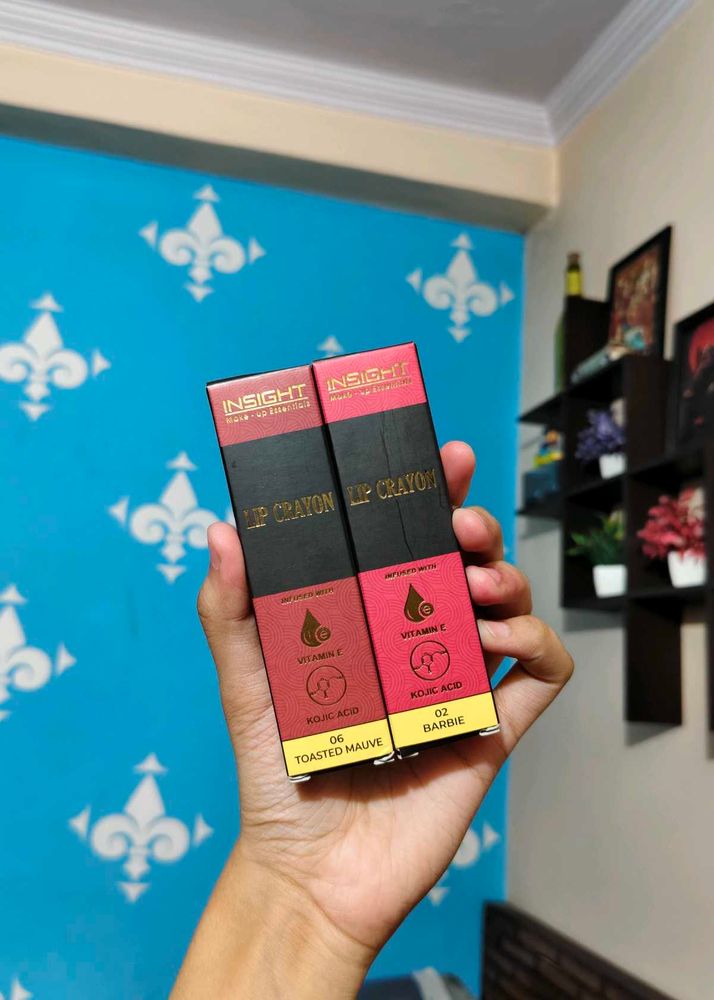 INSIGHT
Make-up Essentials
LIP CRAYON
INFUSED WITH
VITAMIN E
KOJIC ACID
06
TOASTED MAUVE
INSIGHT
Make-up Essentials
LIP CRAYON
INFUSED WITH
VITAMIN E
KOJIC ACID
02
BARBIE